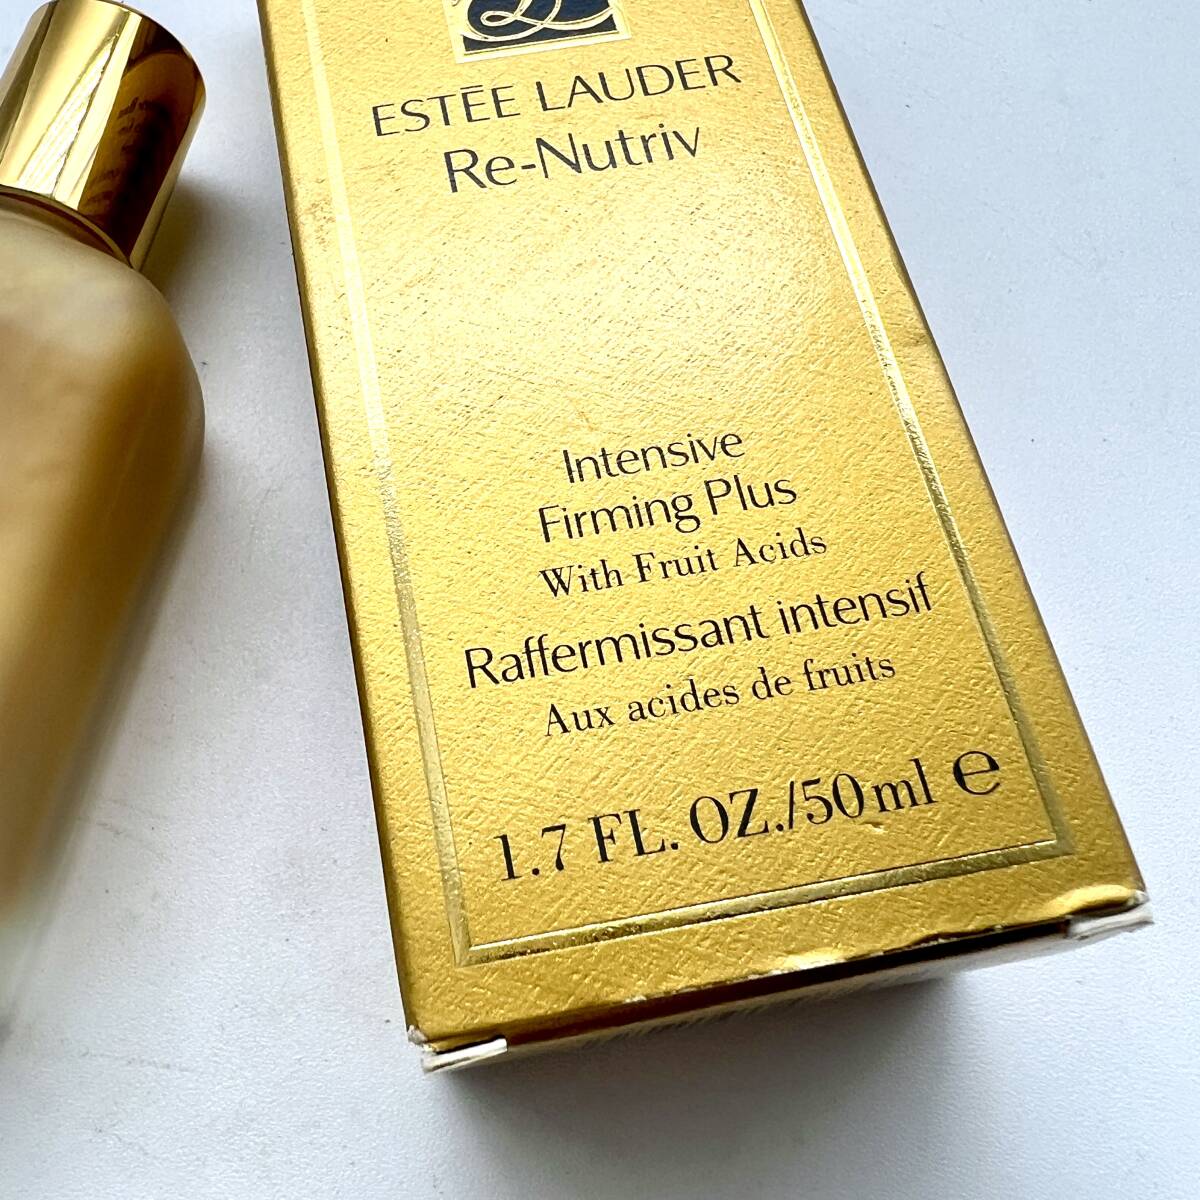 ESTĒE LAUDER
Re-Nutriv
Intensive
Firming Plus
With Fruit Acids
Raffermissant intensif
Aux acides de fruits
1.7 FL. OZ./50ml ℮